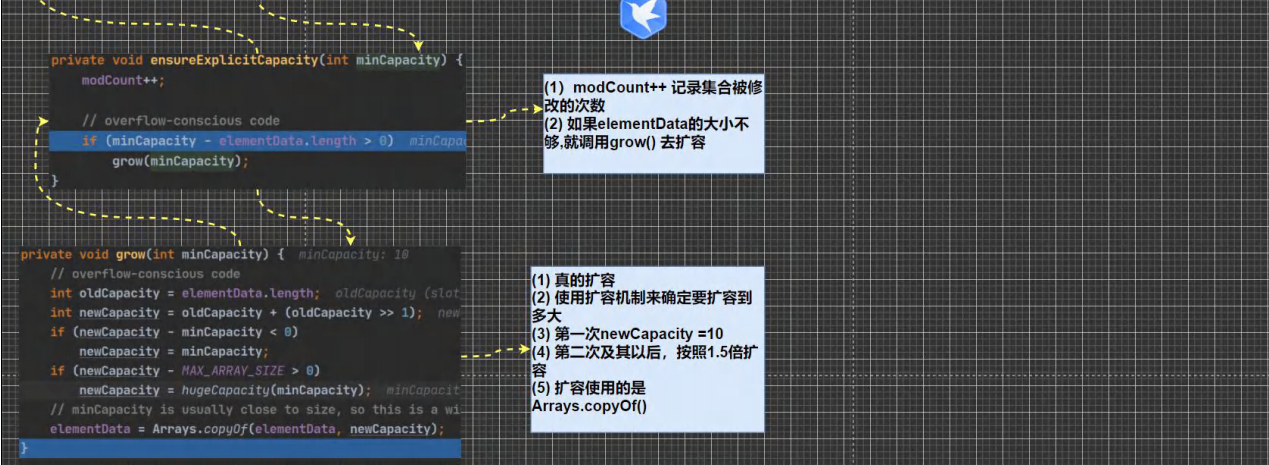 private void ensureExplicitCapacity(int minCapacity) {
modCount++;
// overflow-conscious code
if (minCapacity - elementData.length > 0) minCapa
grow(minCapacity);
}
(1) modCount++ 记录集合被修
改的次数
(2) 如果elementData的大小不
够,就调用grow() 去扩容
private void grow(int minCapacity) { minCapacity: 10
// overflow-conscious code
int oldCapacity = elementData.length; oldCapacity (slot
int newCapacity = oldCapacity + (oldCapacity >> 1); new
if (newCapacity - minCapacity < 0)
newCapacity = minCapacity;
if (newCapacity - MAX_ARRAY_SIZE > 0)
newCapacity = hugeCapacity(minCapacity); minCapacit
// minCapacity is usually close to size, so this is a wi
elementData = Arrays.copyOf(elementData, newCapacity);
}
(1) 真的扩容
(2) 使用扩容机制来确定要扩容到
多大
(3) 第一次newCapacity =10
(4) 第二次及其以后，按照1.5倍扩
容
(5) 扩容使用的是
Arrays.copyOf()